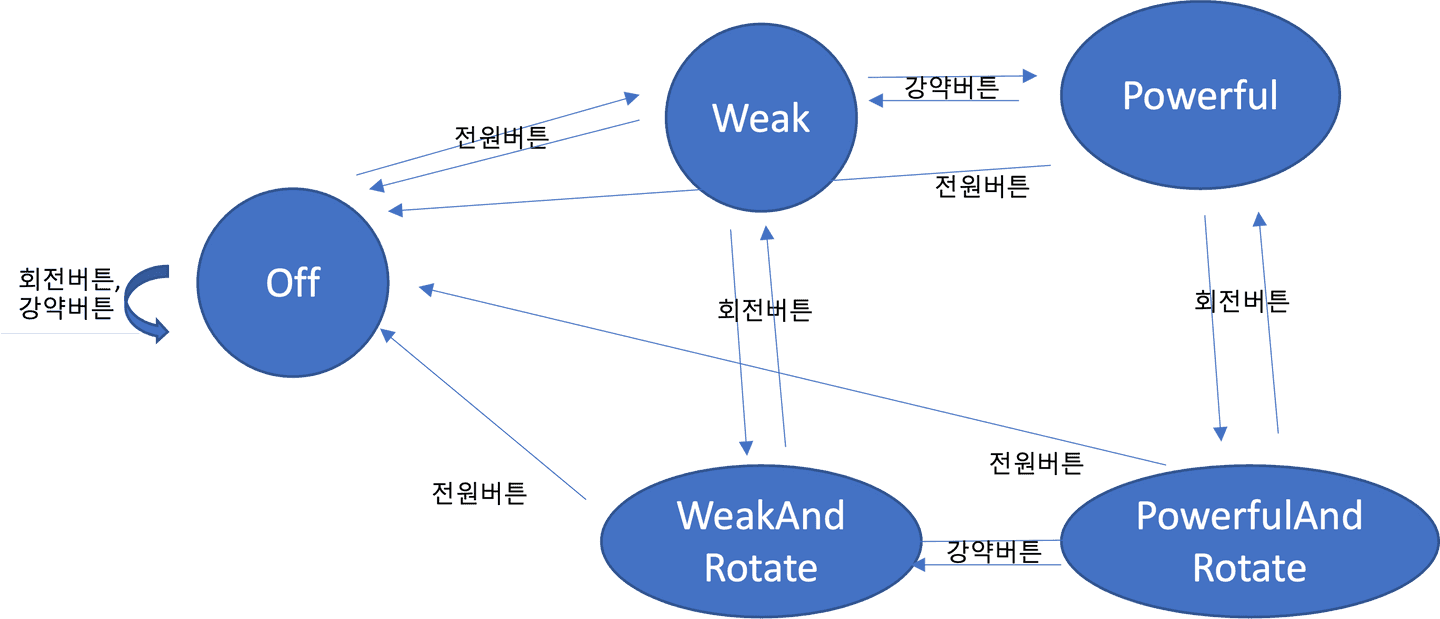 Weak
강약버튼
Powerful
전원버튼
전원버튼
Off
회전버튼,
강약버튼
회전버튼
회전버튼
전원버튼
전원버튼
WeakAnd
Rotate
강약버튼
PowerfulAnd
Rotate